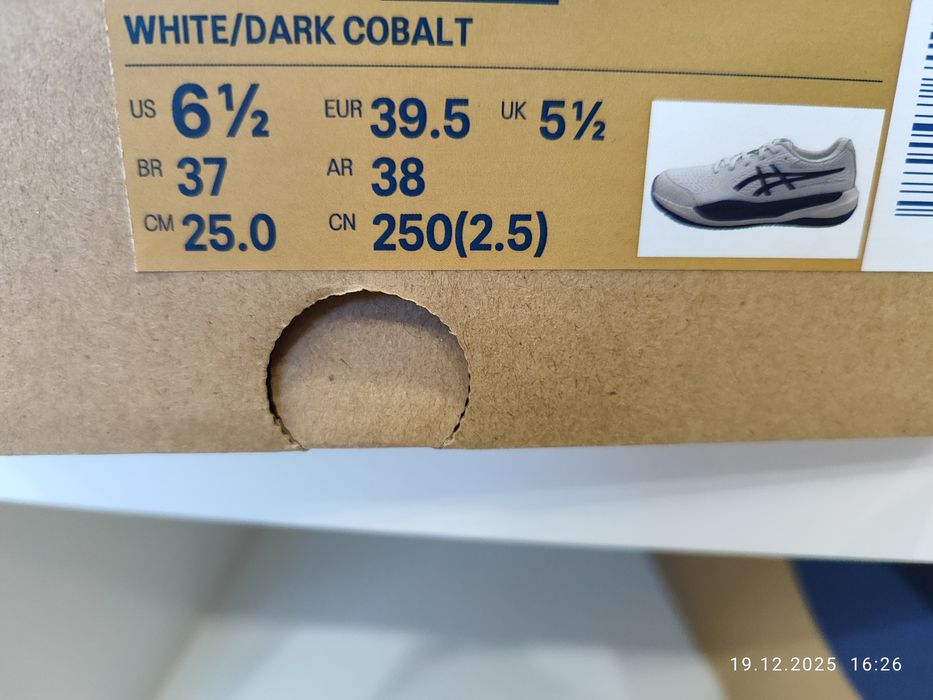 WHITE/DARK COBALT
US 6½ EUR 39.5 UK 5½
BR 37 AR 38
CM 25.0 CN 250(2.5)
19.12.2025 16:26